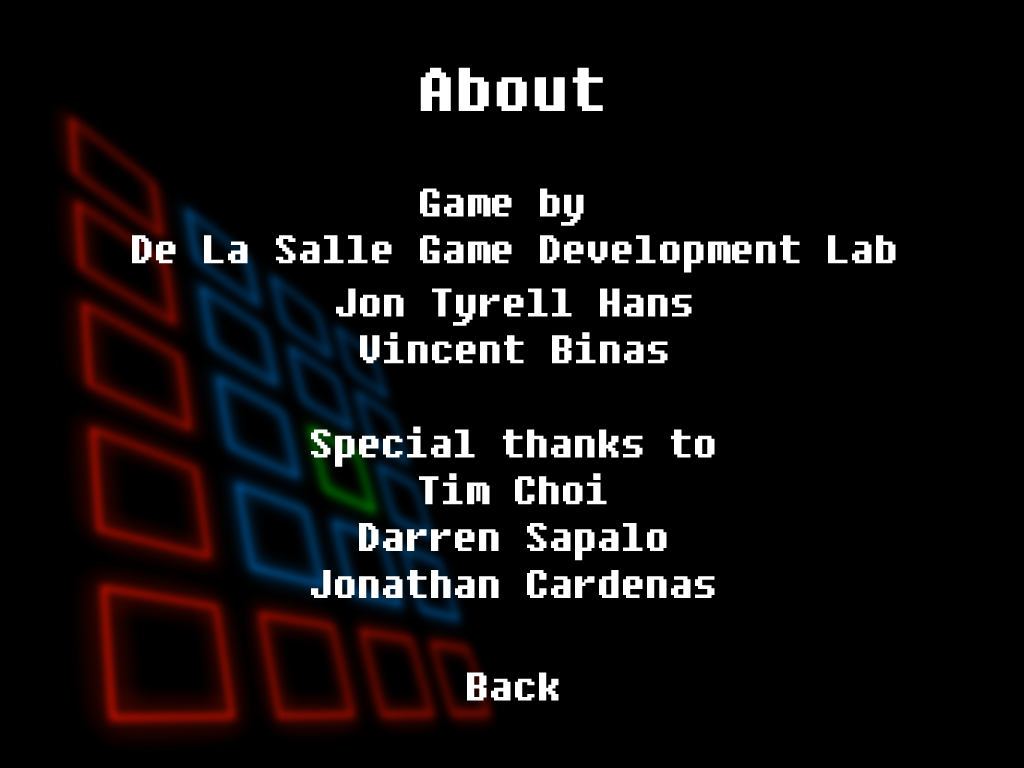 About
Game by
De La Salle Game Development Lab
Jon Tyrell Hans
Vincent Binas
Special thanks to
Tim Choi
Darren Sapalo
Jonathan Cardenas
Back